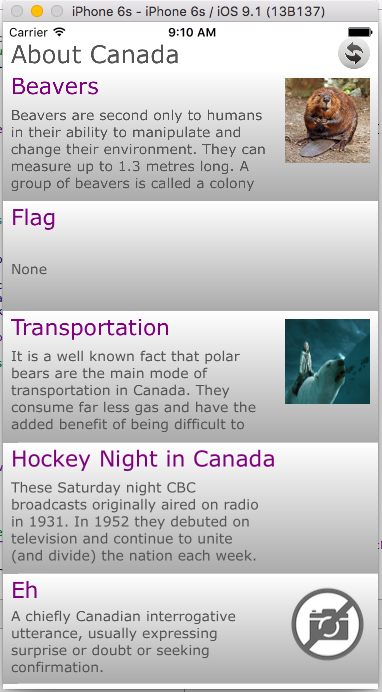 iPhone 6s - iPhone 6s / iOS 9.1 (13B137)
Carrier 9:10 AM
About Canada
Beavers
Beavers are second only to humans
in their ability to manipulate and
change their environment. They can
measure up to 1.3 metres long. A
group of beavers is called a colony
Flag
None
Transportation
It is a well known fact that polar
bears are the main mode of
transportation in Canada. They
consume far less gas and have the
added benefit of being difficult to
Hockey Night in Canada
These Saturday night CBC
broadcasts originally aired on radio
in 1931. In 1952 they debuted on
television and continue to unite
(and divide) the nation each week.
Eh
A chiefly Canadian interrogative
utterance, usually expressing
surprise or doubt or seeking
confirmation.